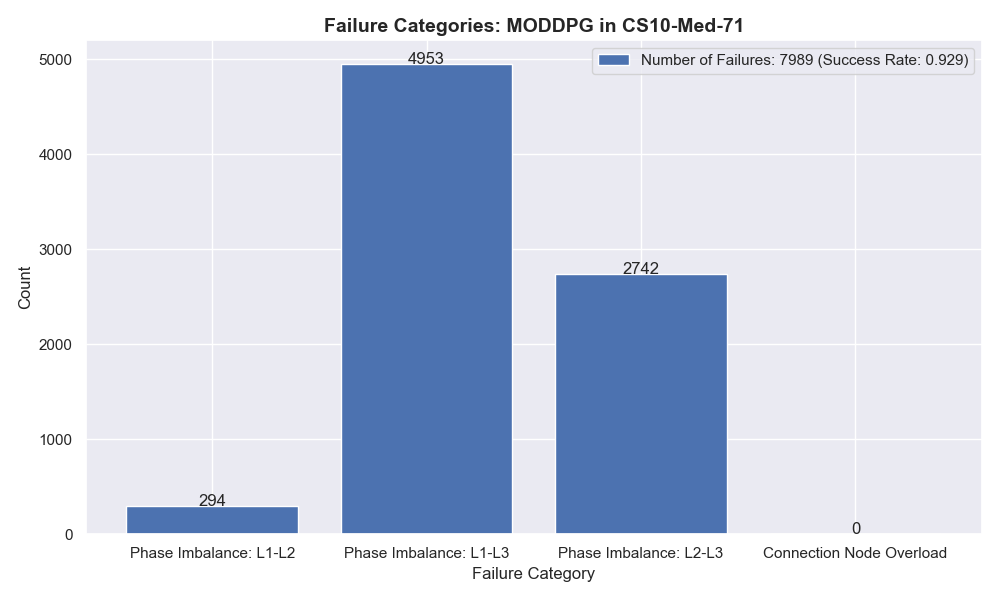 Failure Categories: MODDPG in CS10-Med-71
Number of Failures: 7989 (Success Rate: 0.929)
Count
5000
4000
3000
2000
1000
0
294
4953
2742
0
Phase Imbalance: L1-L2
Phase Imbalance: L1-L3
Phase Imbalance: L2-L3
Connection Node Overload
Failure Category